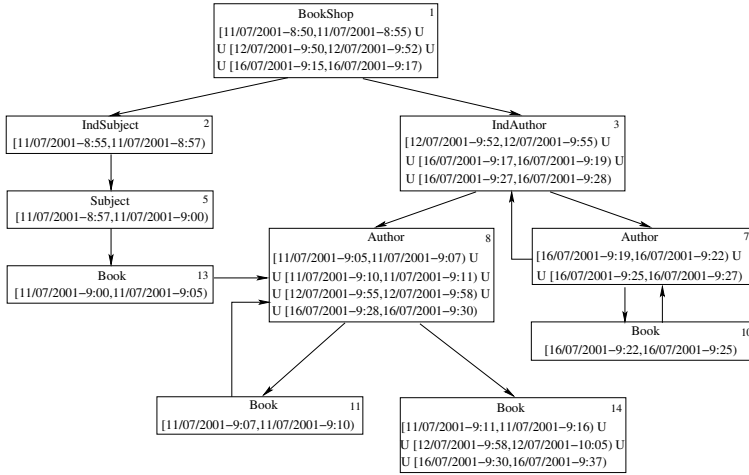 BookShop 1
[11/07/2001–8:50,11/07/2001–8:55) U
U [12/07/2001–9:50,12/07/2001–9:52) U
U [16/07/2001–9:15,16/07/2001–9:17)
IndSubject 2
[11/07/2001–8:55,11/07/2001–8:57)
IndAuthor 3
[12/07/2001–9:52,12/07/2001–9:55) U
U [16/07/2001–9:17,16/07/2001–9:19) U
U [16/07/2001–9:27,16/07/2001–9:28)
Subject 5
[11/07/2001–8:57,11/07/2001–9:00)
Author 8
[11/07/2001–9:05,11/07/2001–9:07) U
U [11/07/2001–9:10,11/07/2001–9:11) U
U [12/07/2001–9:55,12/07/2001–9:58) U
U [16/07/2001–9:28,16/07/2001–9:30)
Author 7
[16/07/2001–9:19,16/07/2001–9:22) U
U [16/07/2001–9:25,16/07/2001–9:27)
Book 13
[11/07/2001–9:00,11/07/2001–9:05)
Book 10
[16/07/2001–9:22,16/07/2001–9:25)
Book 11
[11/07/2001–9:07,11/07/2001–9:10)
Book 14
[11/07/2001–9:11,11/07/2001–9:16) U
U [12/07/2001–9:58,12/07/2001–10:05) U
U [16/07/2001–9:30,16/07/2001–9:37)